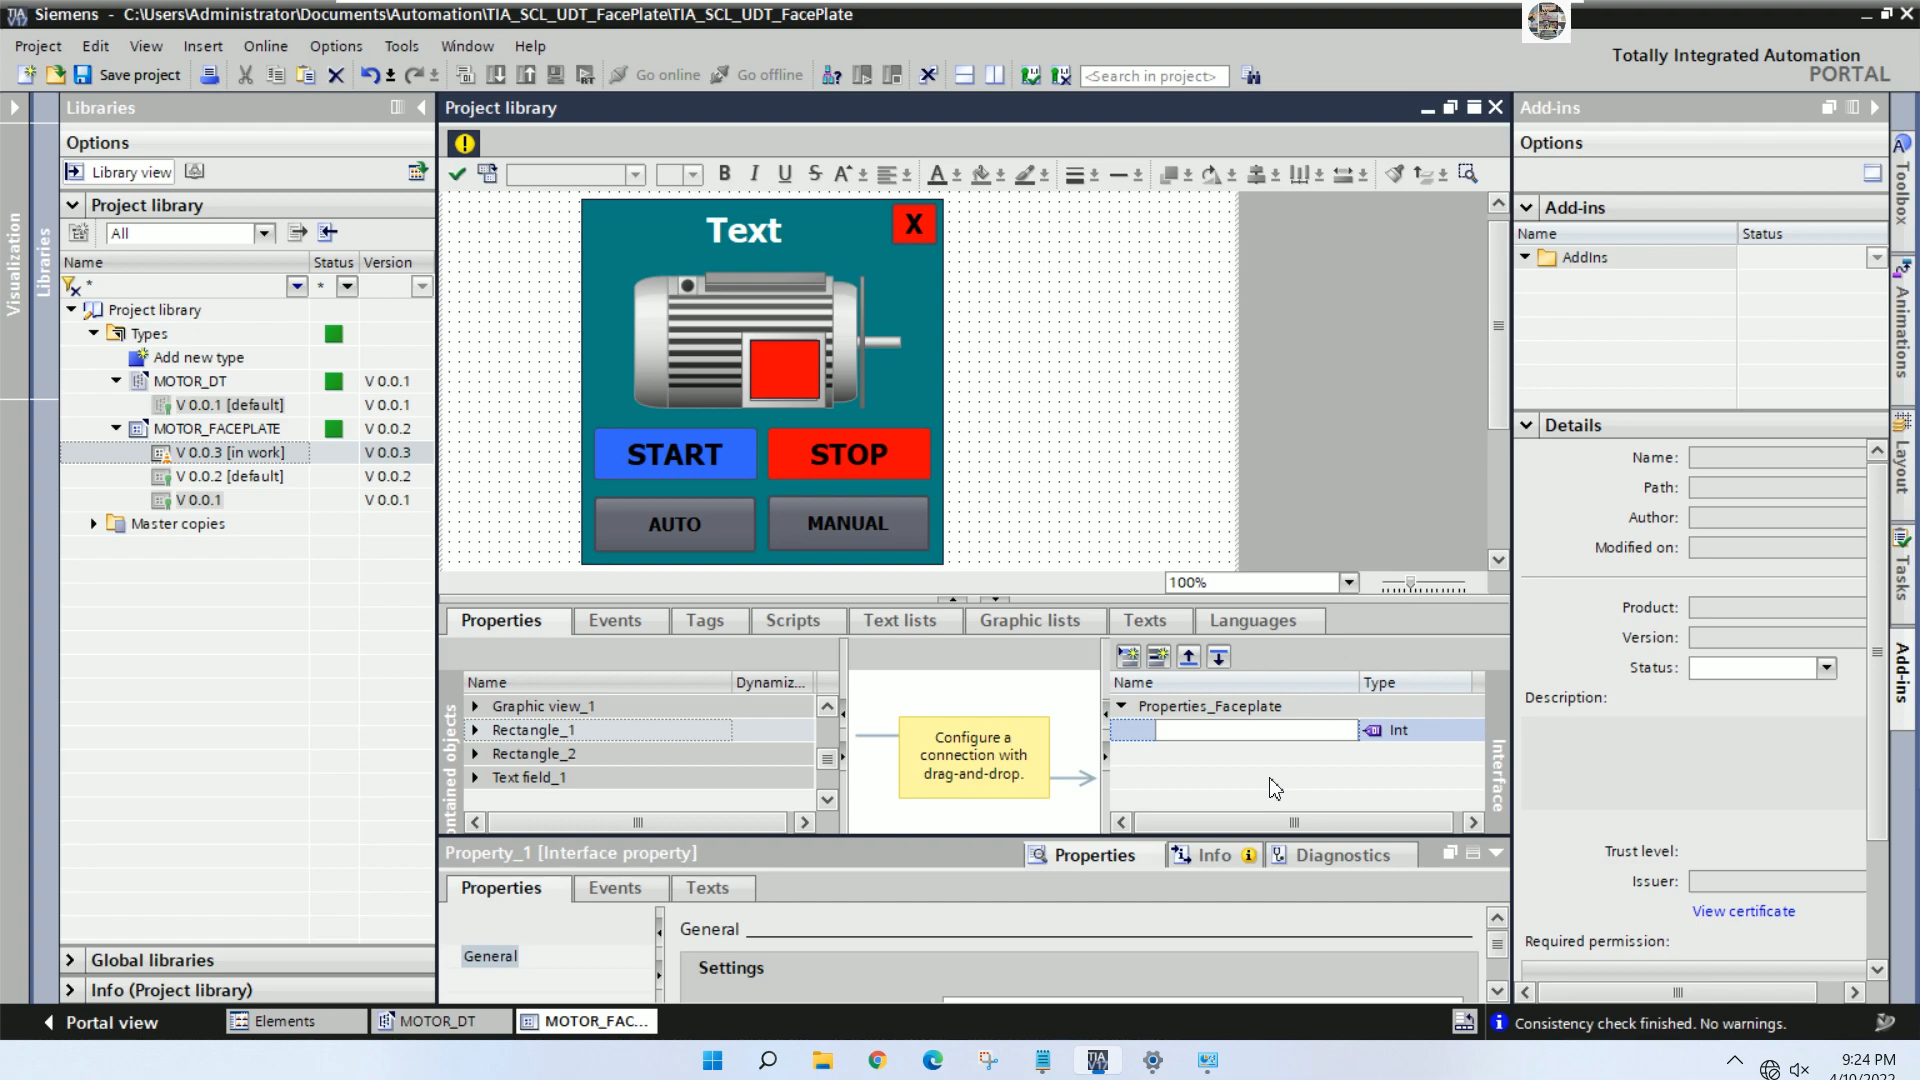 Siemens - C:\Users\Administrator\Documents\Automation\TIA_SCL_UDT_FacePlate\TIA_SCL_UDT_FacePlate
Project Edit View Insert Online Options Tools Window Help
Totally Integrated Automation
PORTAL
Save project
Go online
Go offline
<Search in project>
Libraries
Project library
Add-ins
Options
Options
Library view
B I U S A
Project library
All
Name Status Version
*
*
Project library
Types
Add new type
MOTOR_DT V 0.0.1
V 0.0.1 [default] V 0.0.1
MOTOR_FACEPLATE V 0.0.2
V 0.0.3 [in work] V 0.0.3
V 0.0.2 [default] V 0.0.2
V 0.0.1 V 0.0.1
Master copies
Global libraries
Info (Project library)
Visualization
Libraries
Text
X
START
STOP
AUTO
MANUAL
100%
Properties Events Tags Scripts Text lists Graphic lists Texts Languages
Name Dynamiz...
Graphic view_1
Rectangle_1
Rectangle_2
Text field_1
ontained objects
Configure a
connection with
drag-and-drop.
Name Type
Properties_Faceplate
Int
Interface
Property_1 [Interface property]
Properties Info Diagnostics
Properties Events Texts
General
General
Settings
Add-ins
Name Status
AddIns
Details
Name:
Path:
Author:
Modified on:
Product:
Version:
Status:
Description:
Trust level:
Issuer:
View certificate
Required permission:
Toolbox
Animations
Layout
Tasks
Add-ins
Portal view
Elements
MOTOR_DT
MOTOR_FAC...
Consistency check finished. No warnings.
9:24 PM
4/10/2022